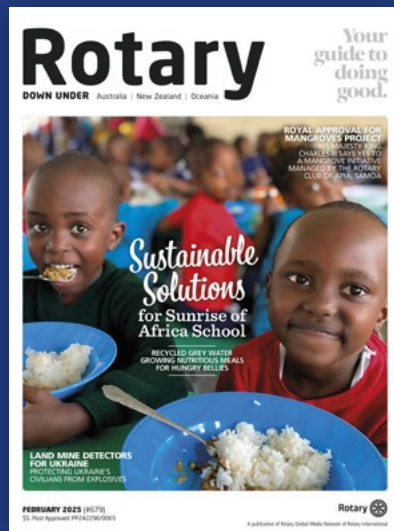 Rotary
DOWN UNDER Australia | New Zealand | Oceania
Your
guide to
doing
good.
ROYAL APPROVAL FOR
MANGROVES PROJECT
HIS MAJESTY KING
CHARLES III SAYS YES TO
A MANGROVE INITIATIVE
MANAGED BY THE ROTARY
CLUB OF APIA, SAMOA
Sustainable
Solutions
for Sunrise of
Africa School
RECYCLED GREY WATER
GROWING NUTRITIOUS MEALS
FOR HUNGRY BELLIES
LAND MINE DETECTORS
FOR UKRAINE
PROTECTING UKRAINE'S
CIVILIANS FROM EXPLOSIVES
FEBRUARY 2025 (#679)
$5. Post Approved: PP242296/0065
Rotary
A publication of Rotary Global Media Network of Rotary International